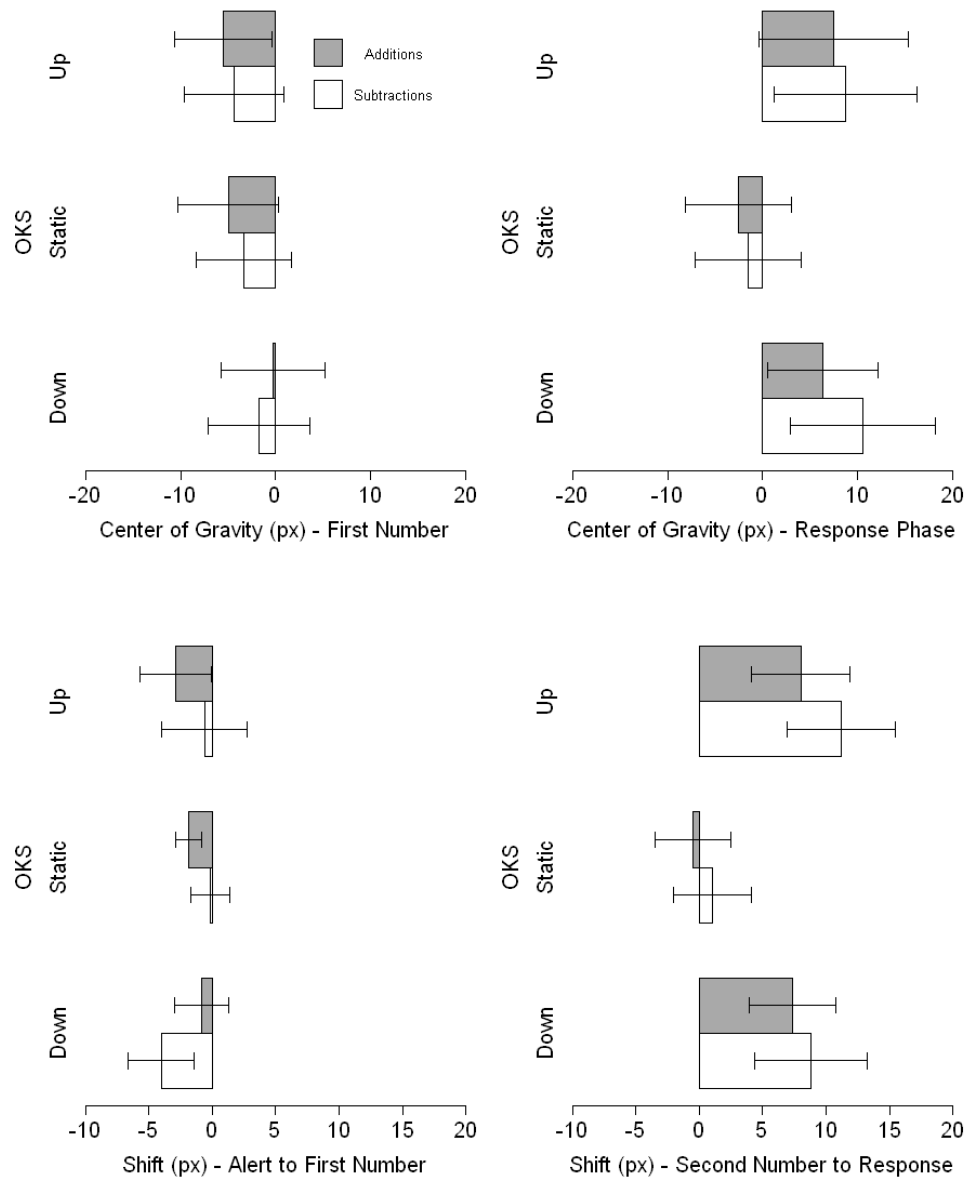 Up
Additions
Subtractions
OKS
Static
Down
-20 -10 0 10 20
Center of Gravity (px) - First Number
Up
OKS
Static
Down
-20 -10 0 10 20
Center of Gravity (px) - Response Phase
Up
OKS
Static
Down
-10 -5 0 5 10 15 20
Shift (px) - Alert to First Number
Up
OKS
Static
Down
-10 -5 0 5 10 15 20
Shift (px) - Second Number to Response